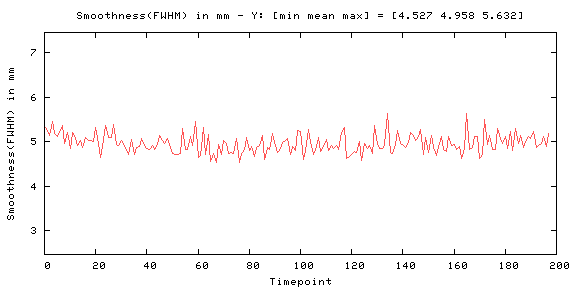 Smoothness(FWHM) in mm - Y: [min mean max] = [4.527 4.958 5.632]
7
6
5
4
3
Smoothness(FWHM) in mm
0 20 40 60 80 100 120 140 160 180 200
Timepoint